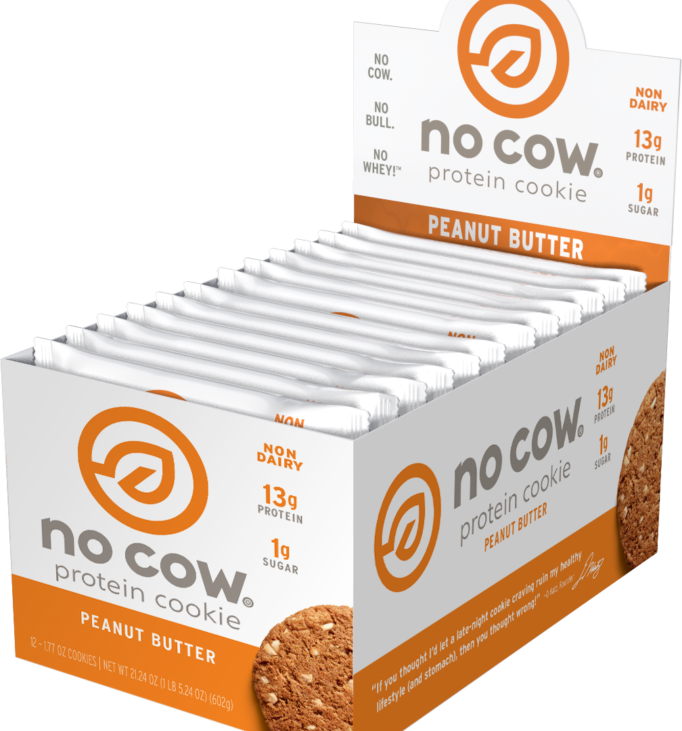 NO
COW.
NO
BULL.
NO
WHEY!™
no cow.®
protein cookie
NON
DAIRY
13g
PROTEIN
1g
SUGAR
PEANUT BUTTER
NON
NON
NON
DAIRY
13g
PROTEIN
1g
SUGAR
no cow.®
protein cookie
PEANUT BUTTER
12 - 1.77 OZ COOKIES | NET WT 21.24 OZ (1 LB 5.24 OZ) (602g)
NON
DAIRY
13g
PROTEIN
1g
SUGAR
no cow.®
protein cookie
PEANUT BUTTER
"If you thought I'd let a late-night cookie craving ruin my healthy
lifestyle (and stomach), then you thought wrong!"